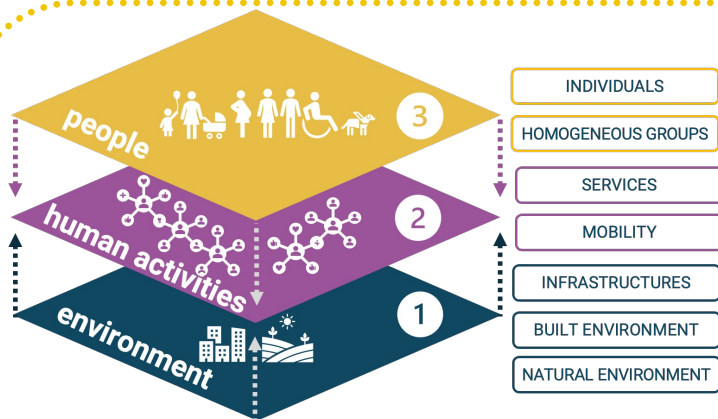 people
3
human activities
2
environment
1
INDIVIDUALS
HOMOGENEOUS GROUPS
SERVICES
MOBILITY
INFRASTRUCTURES
BUILT ENVIRONMENT
NATURAL ENVIRONMENT